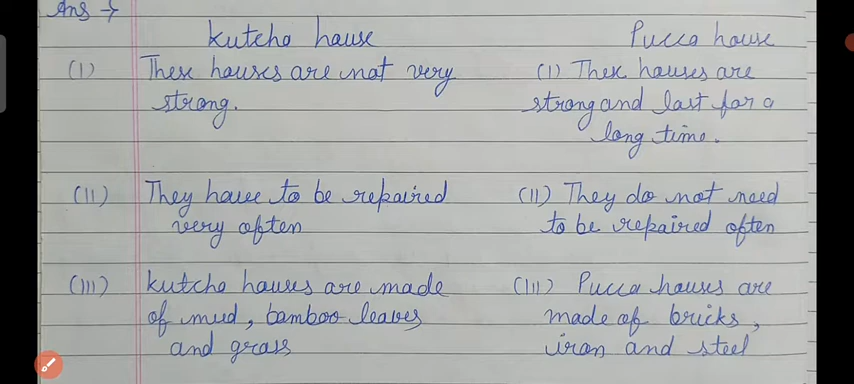 Ans →
Kutcha house
Pucca house
(I) These houses are not very
strong.
(I) These houses are
strong and last for a
long time.
(II) They have to be repaired
very often
(II) They do not need
to be repaired often
(III) Kutcha houses are made
of mud, bamboo leaves
and grass
(III) Pucca houses are
made of bricks,
iron and steel